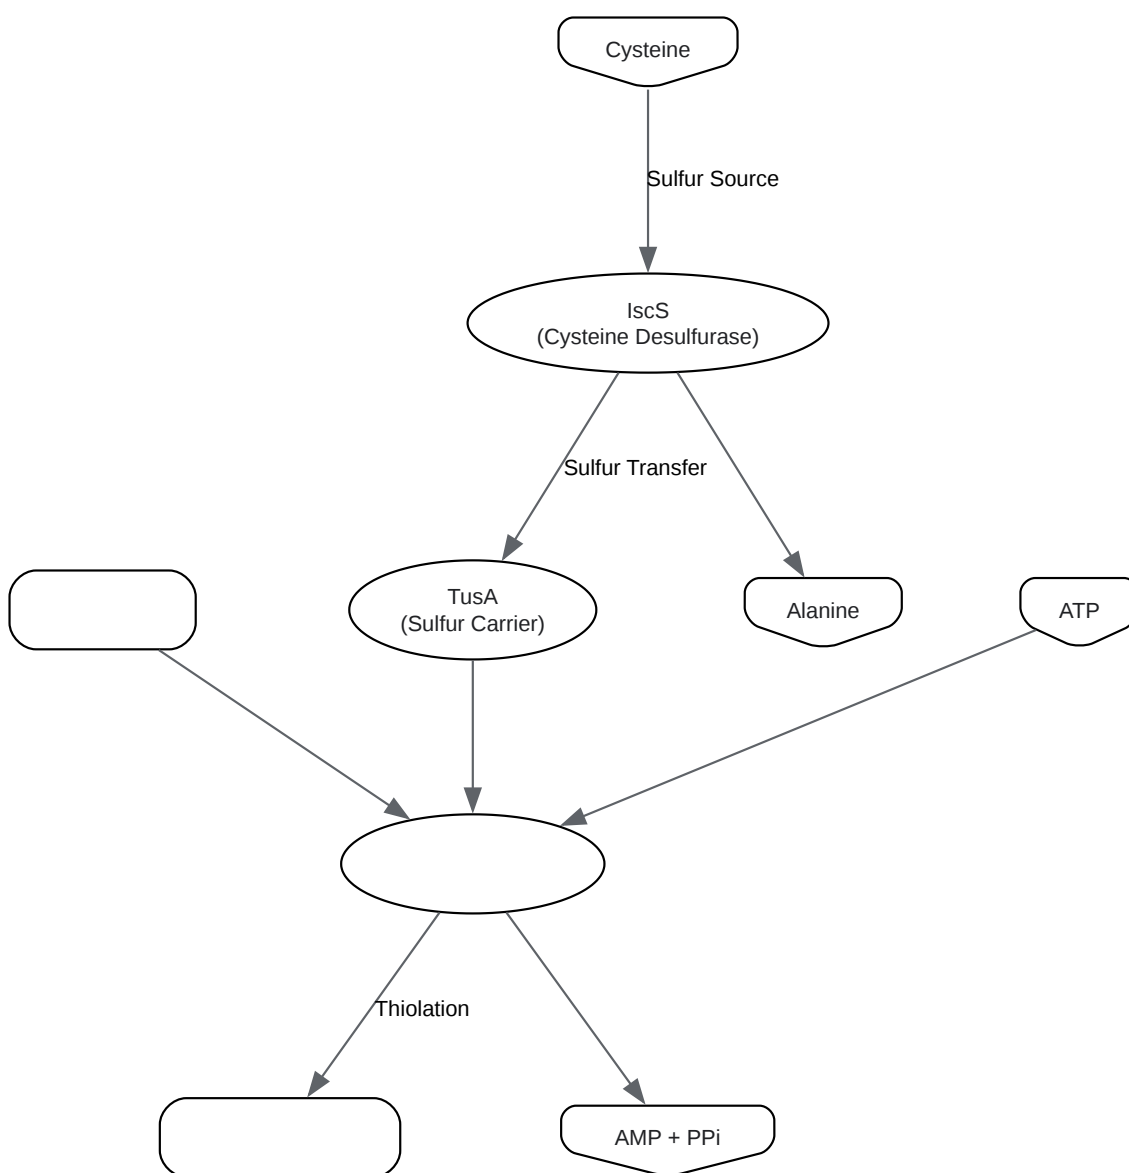 Cysteine
Sulfur Source
IscS
(Cysteine Desulfurase)
Sulfur Transfer
TusA
(Sulfur Carrier)
Alanine
ATP
Thiolation
AMP + PPi